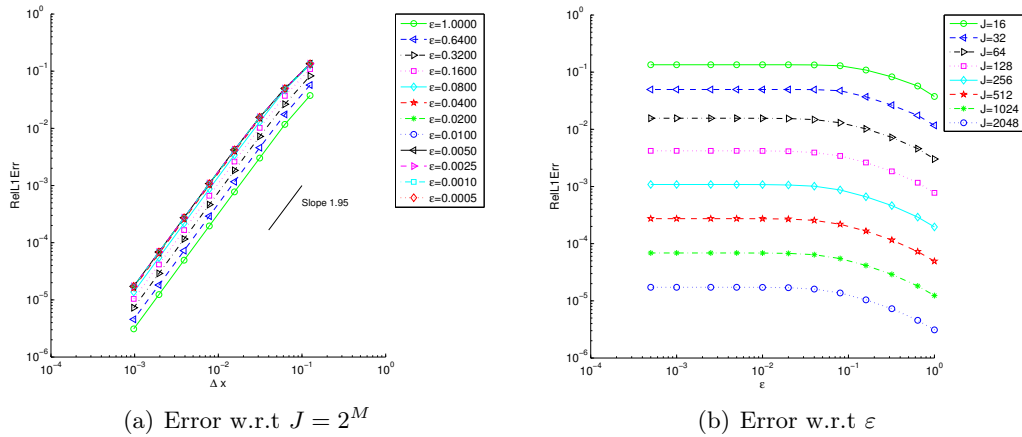 10^0
10^-1
10^-2
10^-3
10^-4
10^-5
10^-6
RelL1Err
10^-4
10^-3
10^-2
10^-1
10^0
Δ x
Slope 1.95
ε=1.0000
ε=0.6400
ε=0.3200
ε=0.1600
ε=0.0800
ε=0.0400
ε=0.0200
ε=0.0100
ε=0.0050
ε=0.0025
ε=0.0010
ε=0.0005
(a) Error w.r.t J = 2^M
10^0
10^-1
10^-2
10^-3
10^-4
10^-5
10^-6
RelL1Err
10^-4
10^-3
10^-2
10^-1
10^0
ε
J=16
J=32
J=64
J=128
J=256
J=512
J=1024
J=2048
(b) Error w.r.t ε